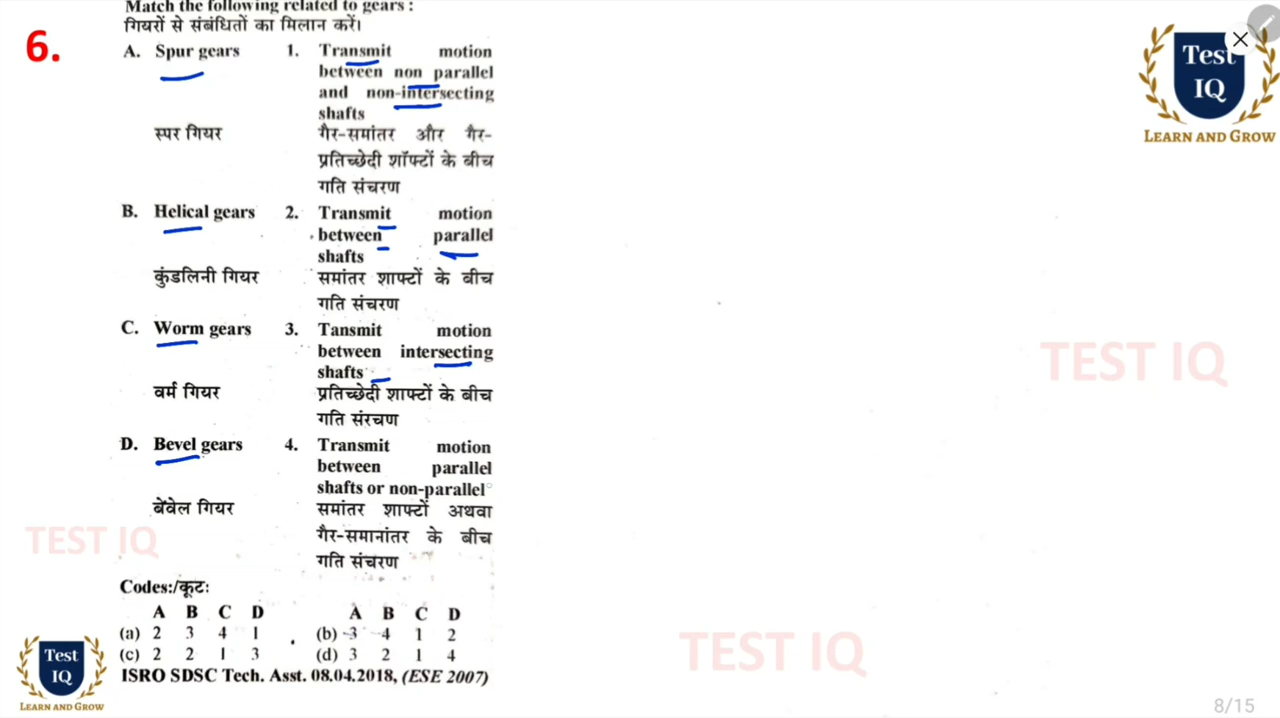 Match the following related to gears :
गियरों से संबंधितों का मिलान करें।
6.
A. Spur gears 1. Transmit motion
between non parallel
and non-intersecting
shafts
स्पर गियर गैर-समांतर और गैर-
प्रतिच्छेदी शॉफ्टों के बीच
गति संचरण
B. Helical gears 2. Transmit motion
between parallel
shafts
कुंडलिनी गियर समांतर शाफ्टों के बीच
गति संचरण
C. Worm gears 3. Tansmit motion
between intersecting
shafts
वर्म गियर प्रतिच्छेदी शाफ्टों के बीच
गति संरचण
D. Bevel gears 4. Transmit motion
between parallel
shafts or non-parallel
बेंवेल गियर समांतर शाफ्टों अथवा
गैर-समानांतर के बीच
गति संचरण
Codes:/कूटः
A B C D A B C D
(a) 2 3 4 1 (b) 3 4 1 2
(c) 2 2 1 3 (d) 3 2 1 4
ISRO SDSC Tech. Asst. 08.04.2018, (ESE 2007)
Test
IQ
LEARN AND GROW
TEST IQ
TEST IQ
TEST IQ
Test
IQ
LEARN AND GROW
8/15